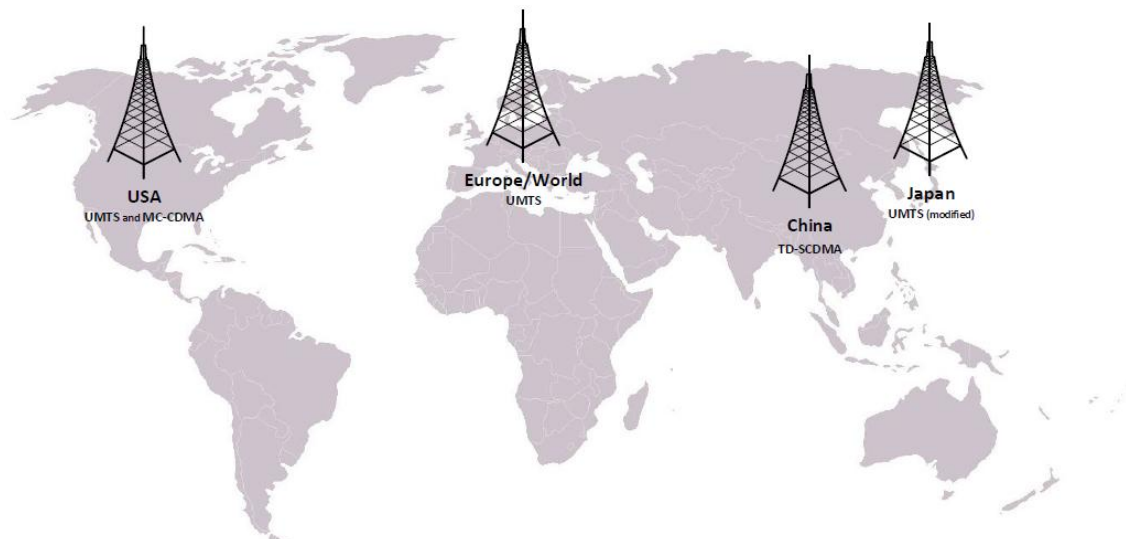 USA
UMTS and MC-CDMA
Europe/World
UMTS
China
TD-SCDMA
Japan
UMTS (modified)